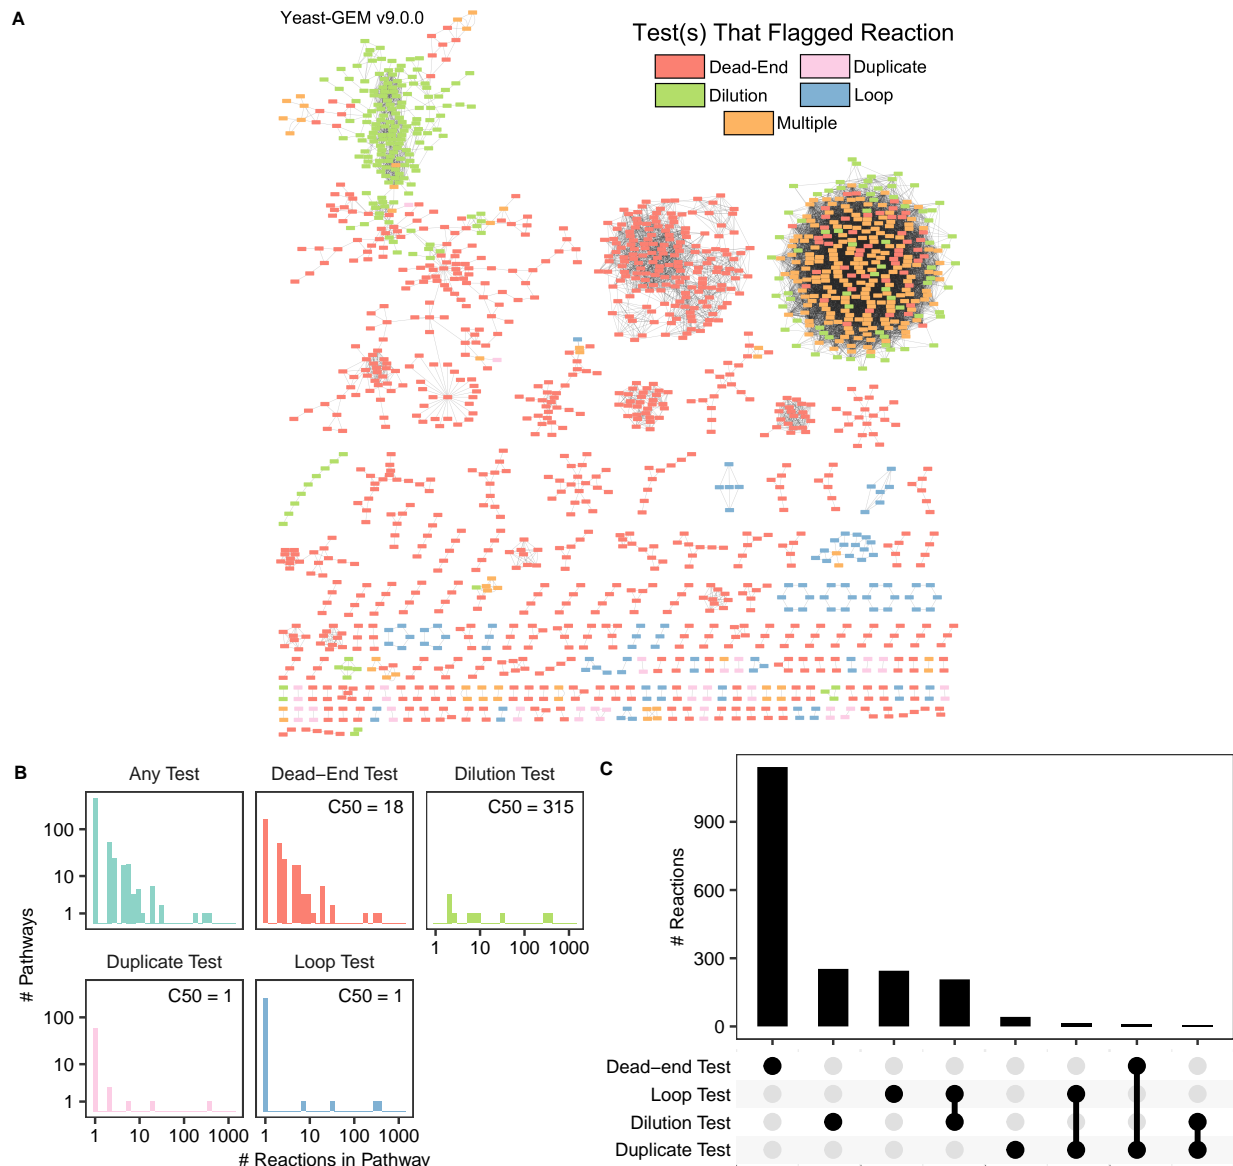 A
Yeast-GEM v9.0.0
Test(s) That Flagged Reaction
Dead-End
Duplicate
Dilution
Loop
Multiple
B
Any Test
Dead–End Test
Dilution Test
C50 = 18
C50 = 315
100
10
1
1
10
100
1000
# Pathways
Duplicate Test
Loop Test
C50 = 1
C50 = 1
100
10
1
1
10
100
1000
1
10
100
1000
# Reactions in Pathway
C
# Reactions
900
600
300
0
Dead–end Test
Loop Test
Dilution Test
Duplicate Test